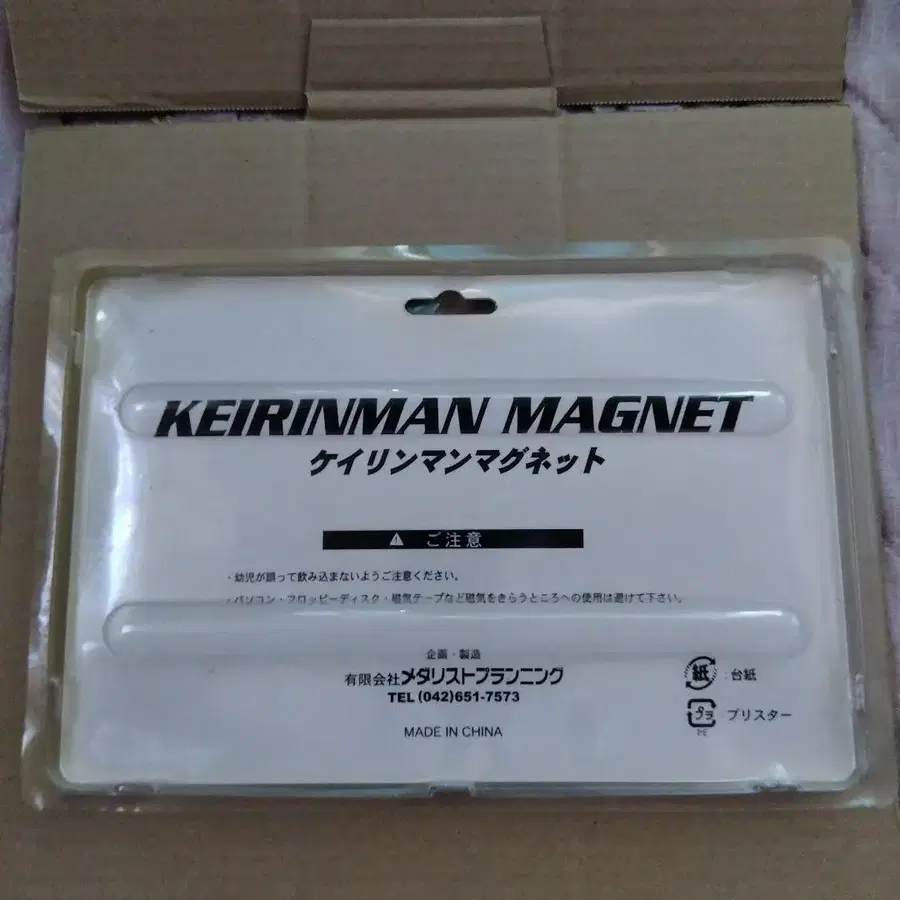 KEIRINMAN MAGNET
ケイリンマンマグネット
⚠ ご注意
・幼児が誤って飲み込まないようご注意ください。
・パソコン・フロッピーディスク・磁気テープなど磁気をきらうところへの使用は避けて下さい。
企画・製造
有限会社メダリストプランニング
TEL (042)651-7573
MADE IN CHINA
紙:台紙
プラ ブリスター
PE